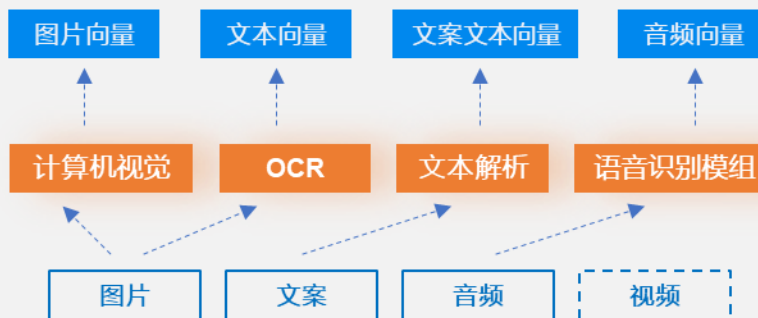 图片向量
文本向量
文案文本向量
音频向量
计算机视觉
OCR
文本解析
语音识别模组
图片
文案
音频
视频